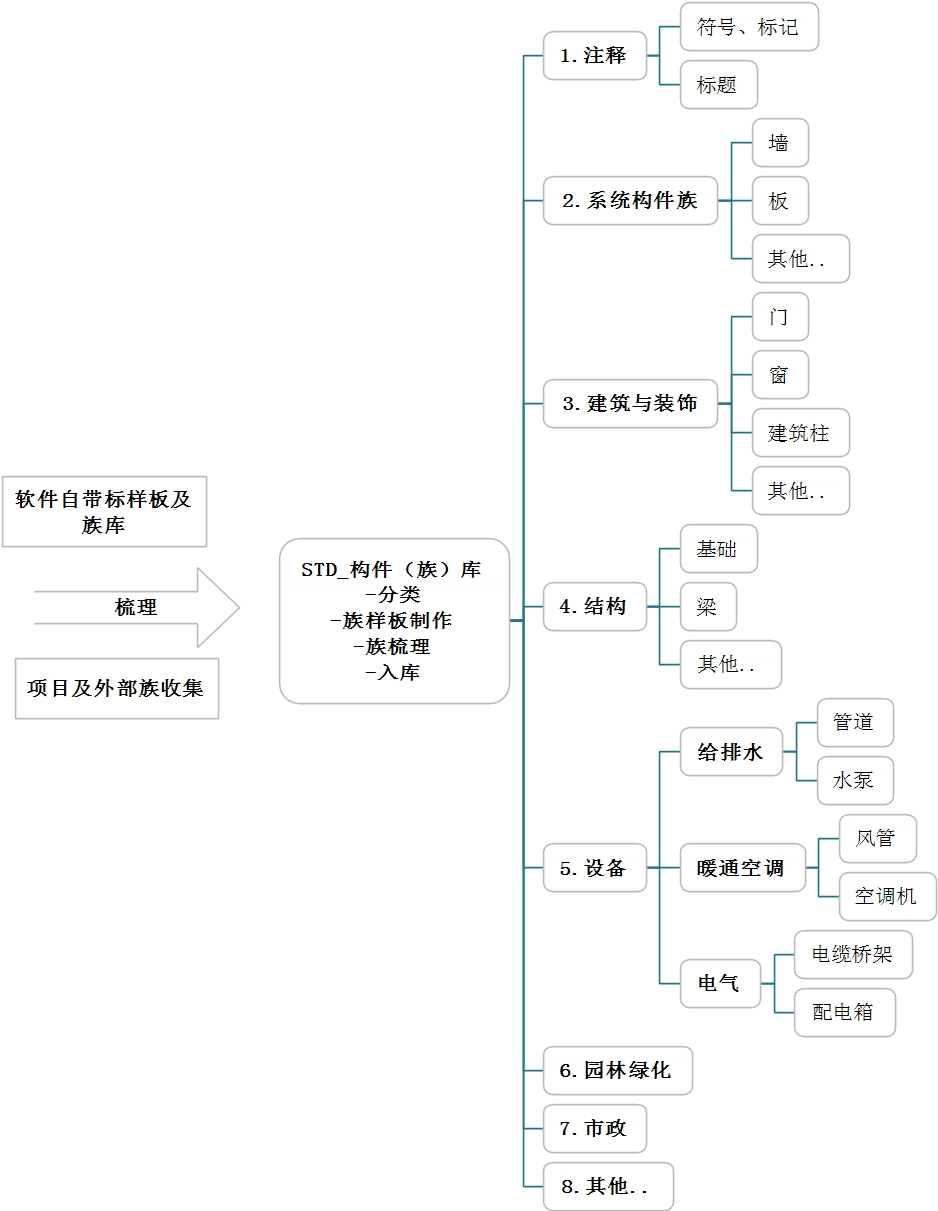 软件自带标样板及
族库
梳理
项目及外部族收集
STD_构件（族）库
-分类
-族样板制作
-族梳理
-入库
1.注释
符号、标记
标题
2.系统构件族
墙
板
其他..
3.建筑与装饰
门
窗
建筑柱
其他..
4.结构
基础
梁
其他..
5.设备
给排水
管道
水泵
暖通空调
风管
空调机
电气
电缆桥架
配电箱
6.园林绿化
7.市政
8.其他..